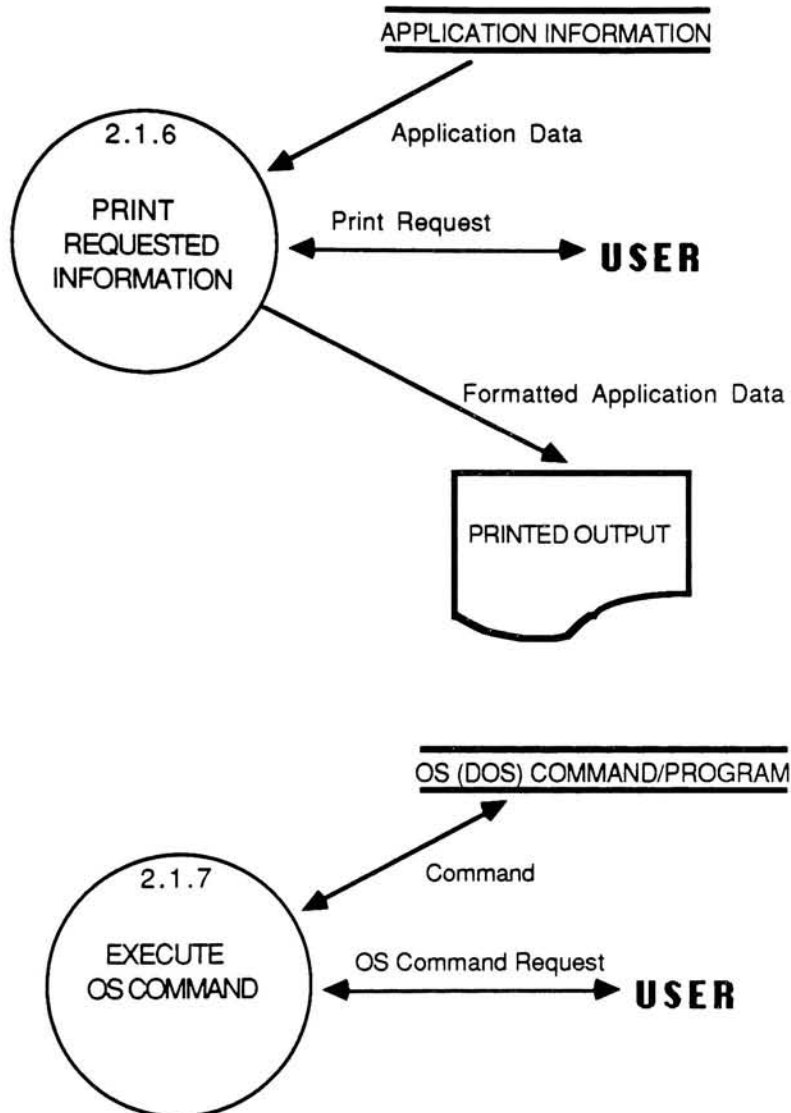 APPLICATION INFORMATION
2.1.6
Application Data
PRINT
REQUESTED
INFORMATION
Print Request
USER
Formatted Application Data
PRINTED OUTPUT
OS (DOS) COMMAND/PROGRAM
2.1.7
Command
EXECUTE
OS COMMAND
OS Command Request
USER